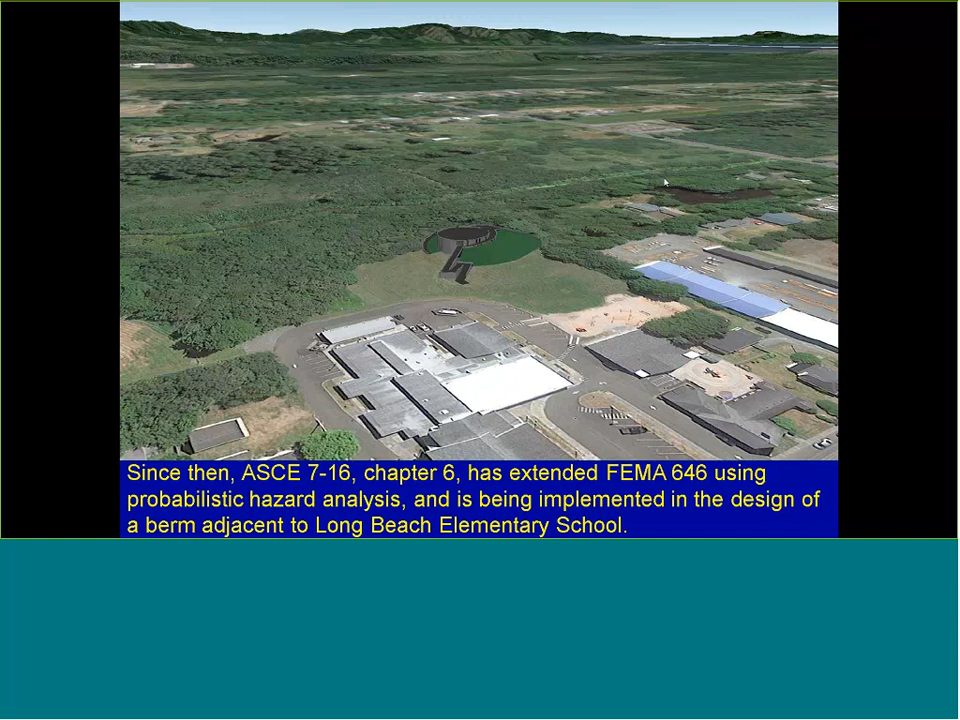 Since then, ASCE 7-16, chapter 6, has extended FEMA 646 using
probabilistic hazard analysis, and is being implemented in the design of
a berm adjacent to Long Beach Elementary School.